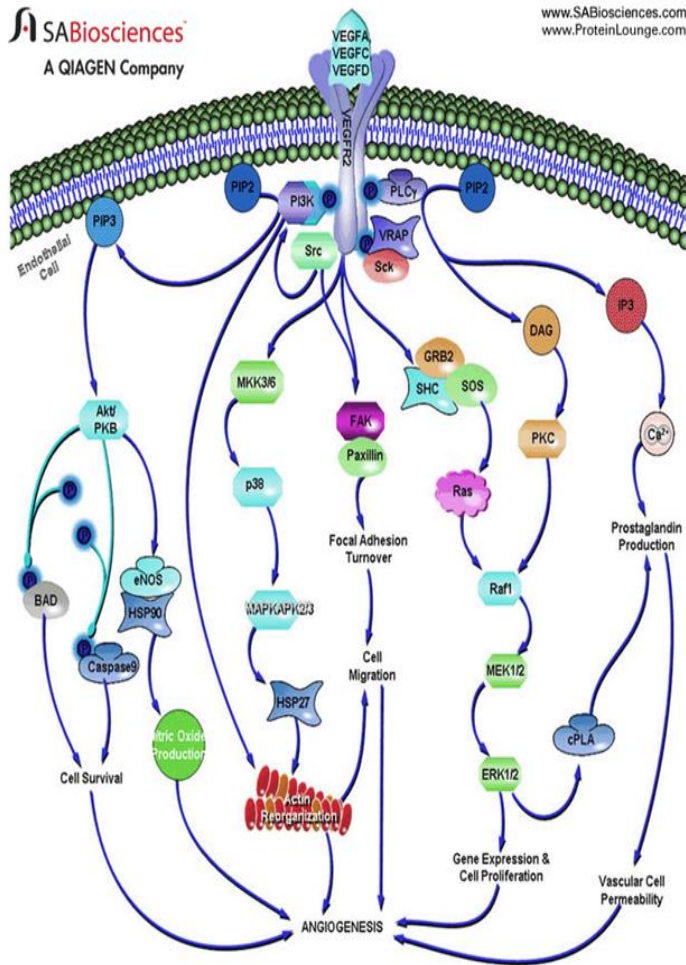 SABiosciences
A QIAGEN Company
www.SABiosciences.com
www.ProteinLounge.com
VEGFA,
VEGFC
VEGFD
VEGFR2
PIP2
PI3K
P
P
PLCγ
PIP2
PIP3
Endothelial
Cell
Src
P
VRAP
Sck
IP3
DAG
GRB2
SHC
SOS
MKK3/6
FAK
Paxillin
PKC
Ca2+
Akt/
PKB
p38
Ras
P
P
Focal Adhesion
Turnover
Prostaglandin
Production
P
BAD
eNOS
HSP90
MAPKAPK2/3
Raf1
P
Caspase9
Cell
Migration
MEK1/2
HSP27
cPLA
itric Oxide
Production
Cell Survival
ERK1/2
Actin
Reorganization
Gene Expression &
Cell Proliferation
Vascular Cell
Permeability
ANGIOGENESIS